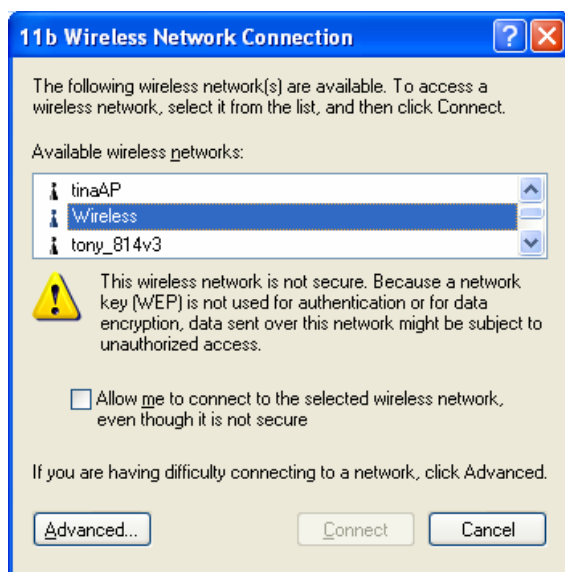 11b Wireless Network Connection
The following wireless network(s) are available. To access a
wireless network, select it from the list, and then click Connect.
Available wireless networks:
tinaAP
Wireless
tony_814v3
This wireless network is not secure. Because a network
key (WEP) is not used for authentication or for data
encryption, data sent over this network might be subject to
unauthorized access.
Allow me to connect to the selected wireless network,
even though it is not secure
If you are having difficulty connecting to a network, click Advanced.
Advanced... Connect Cancel